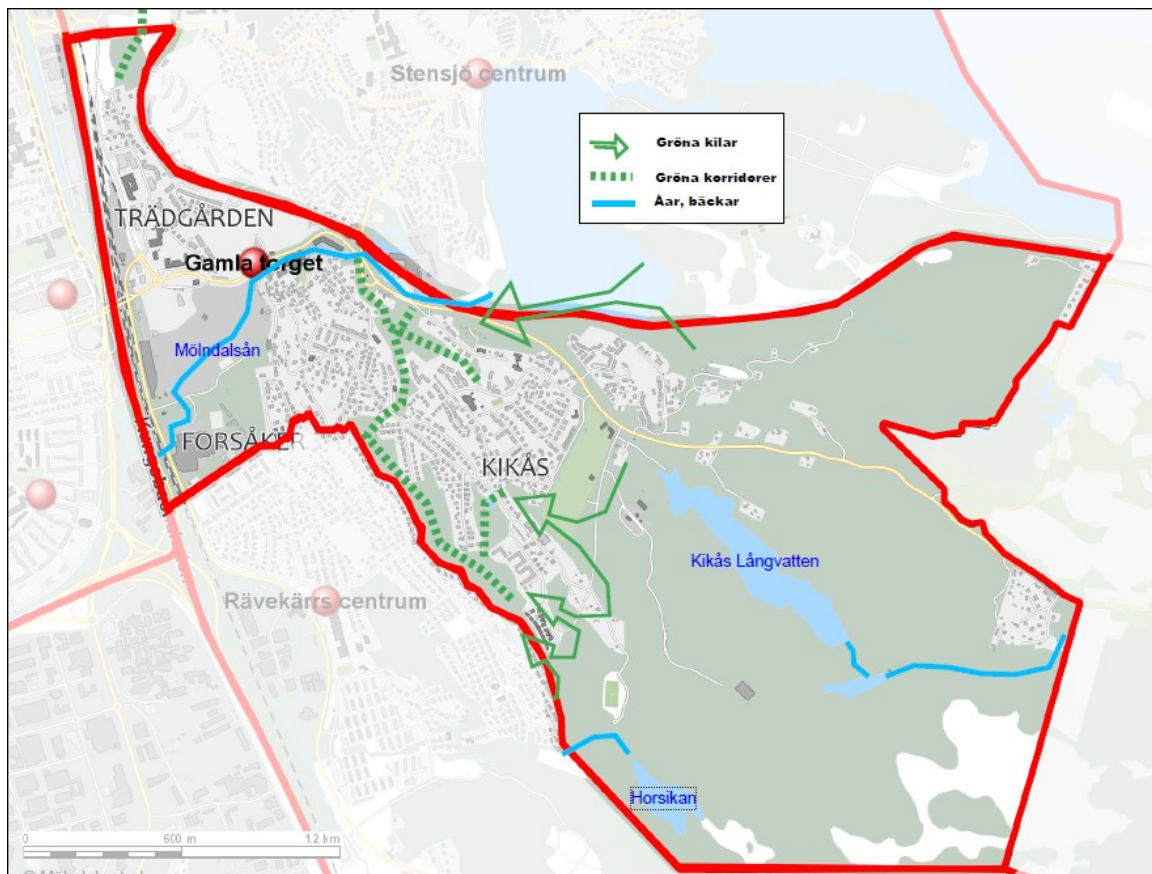 Stensjö centrum
Gröna kilar
Gröna korridorer
Åar, bäckar
TRÄDGÅRDEN
Gamla torget
Mölndalsån
FORSÅKER
KIKÅS
Kikås Långvatten
Rävekärrs centrum
Horsikan
0 600 m 1.2 km